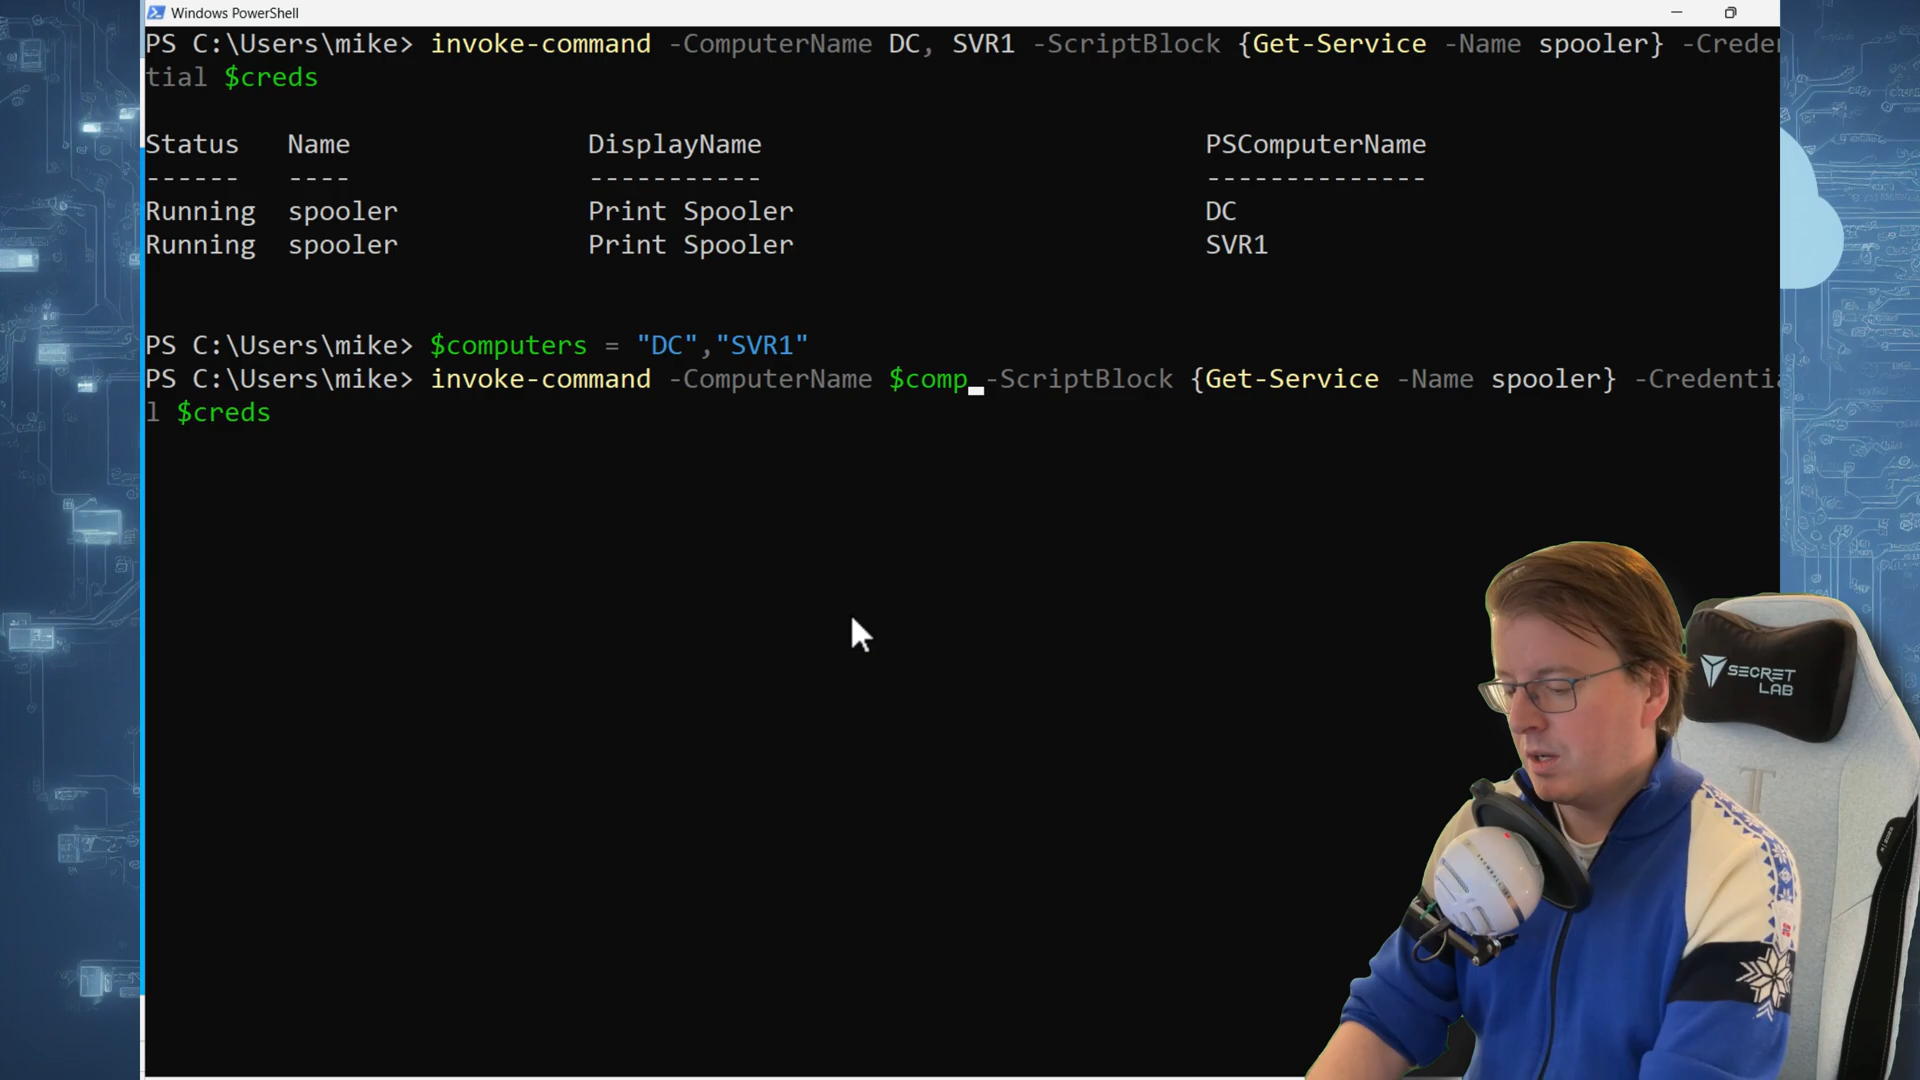 Windows PowerShell
PS C:\Users\mike> invoke-command -ComputerName DC, SVR1 -ScriptBlock {Get-Service -Name spooler} -Creden
tial $creds
Status Name DisplayName PSComputerName
------ ---- ----------- --------------
Running spooler Print Spooler DC
Running spooler Print Spooler SVR1
PS C:\Users\mike> $computers = "DC","SVR1"
PS C:\Users\mike> invoke-command -ComputerName $comp -ScriptBlock {Get-Service -Name spooler} -Credentia
l $creds
SECRET
LAB